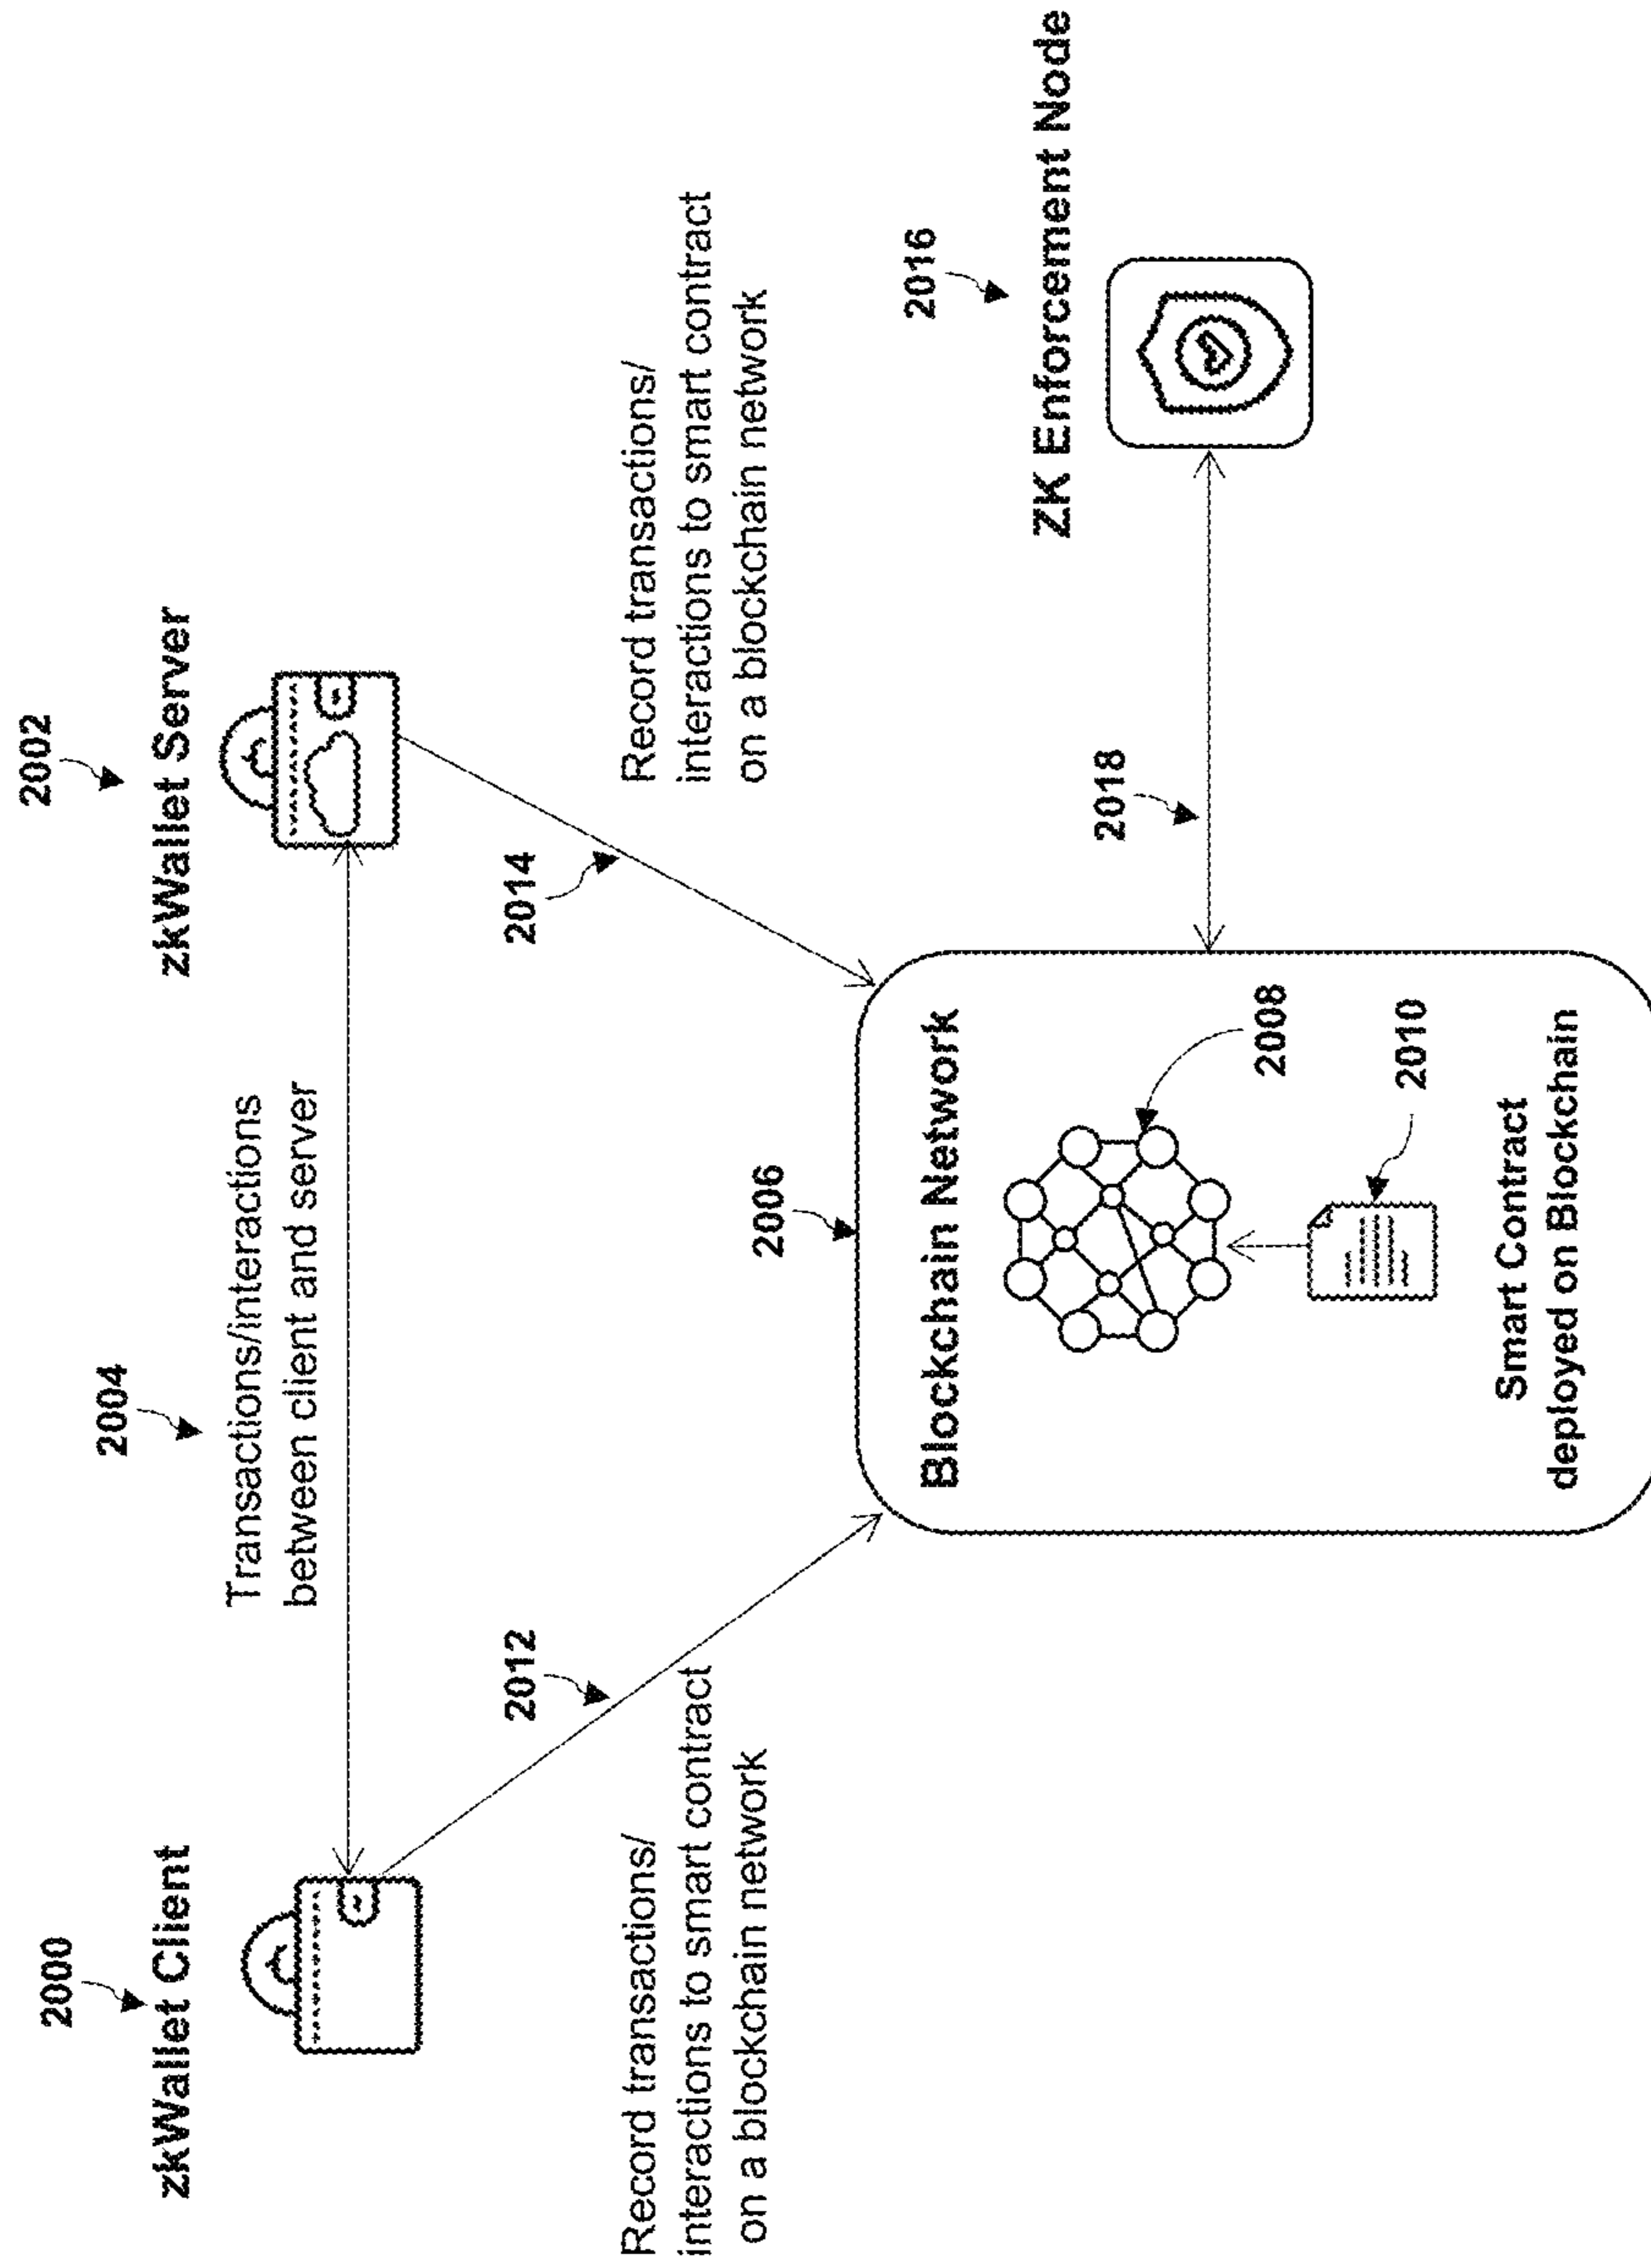 2000
zkWallet Client
2004
Transactions/interactions
between client and server
2002
zkWallet Server
2012
Record transactions/
interactions to smart contract
on a blockchain network
2014
Record transactions/
interactions to smart contract
on a blockchain network
2006
Blockchain Network
2008
2010
Smart Contract
deployed on Blockchain
2018
2016
ZK Enforcement Node